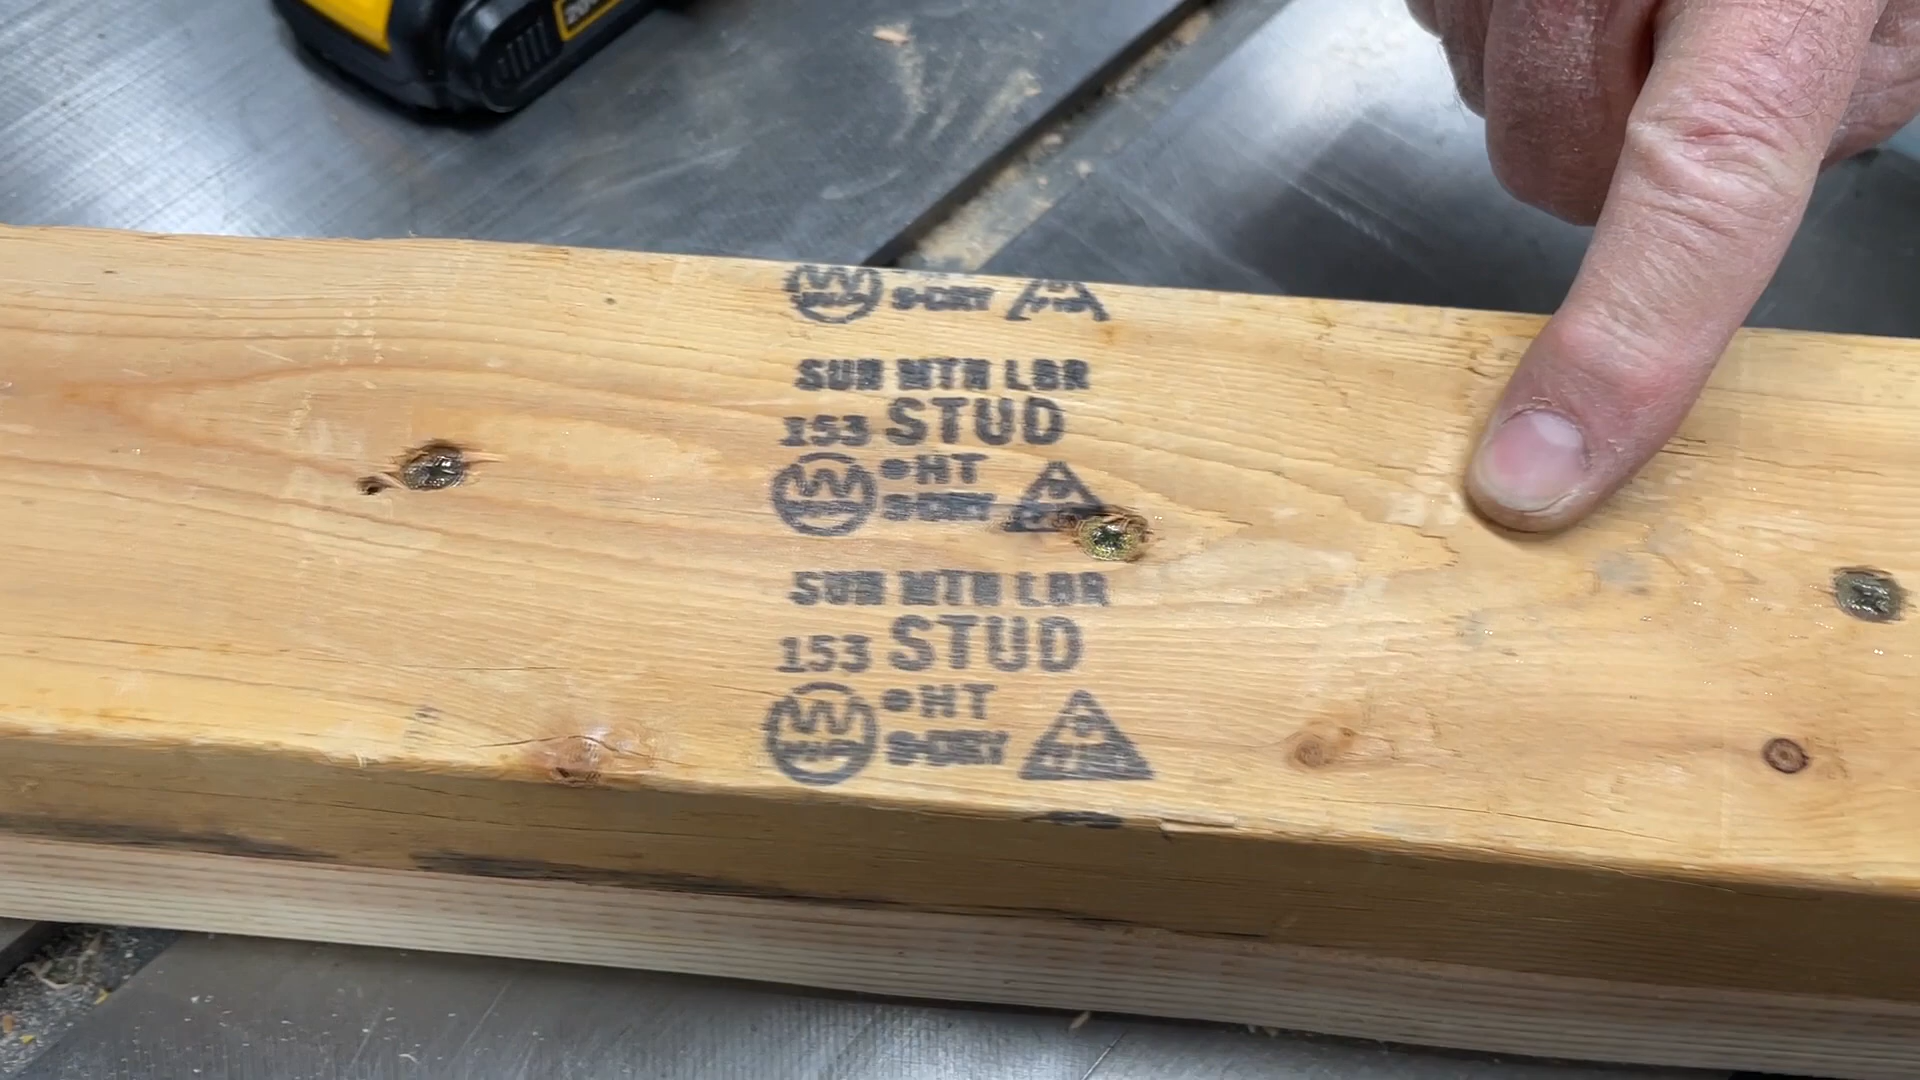 S-DRY
SUN MTN LBR
153 STUD
HT
S-DRY
SUN MTN LBR
153 STUD
HT
S-DRY